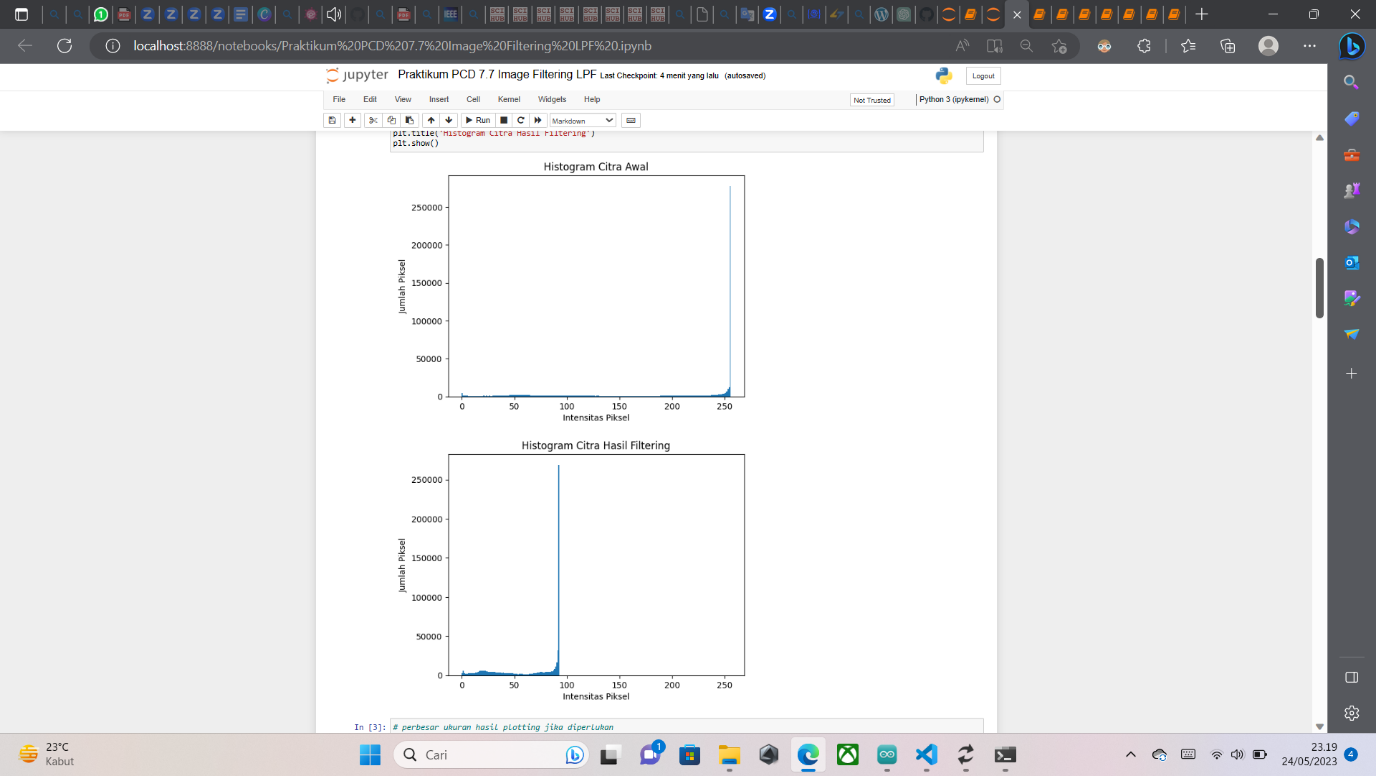 localhost:8888/notebooks/Praktikum%20PCD%207.7%20Image%20Filtering%20LPF%20.ipynb
jupyter Praktikum PCD 7.7 Image Filtering LPF Last Checkpoint: 4 menit yang lalu (autosaved)
Logout
File Edit View Insert Cell Kernel Widgets Help
Not Trusted
Python 3 (ipykernel)
Run
Markdown
plt.title('Histogram Citra Hasil Filtering')
plt.show()
Histogram Citra Awal
250000
200000
150000
100000
50000
0
Jumlah Piksel
0 50 100 150 200 250
Intensitas Piksel
Histogram Citra Hasil Filtering
250000
200000
150000
100000
50000
0
Jumlah Piksel
0 50 100 150 200 250
Intensitas Piksel
In [3]: # perbesar ukuran hasil plotting jika diperlukan
23°C
Kabut
Cari
1
23.19
24/05/2023
4